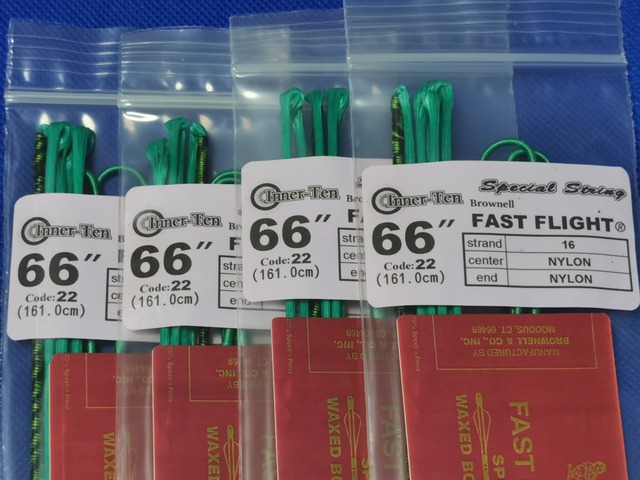 Inner-Ten
66″
Code:22
(161.0cm)
Inner-Ten
66″
Code:22
(161.0cm)
Inner-Ten
66″
Code:22
(161.0cm)
Inner-Ten
Special String
Brownell
66″
FAST FLIGHT®
Code:22
(161.0cm)
strand 16
center NYLON
end NYLON
MANUFACTURED BY
BROWNELL & CO., INC.
MOODUS, CT. 06469
FAST
WAXED
FAST
WAXED